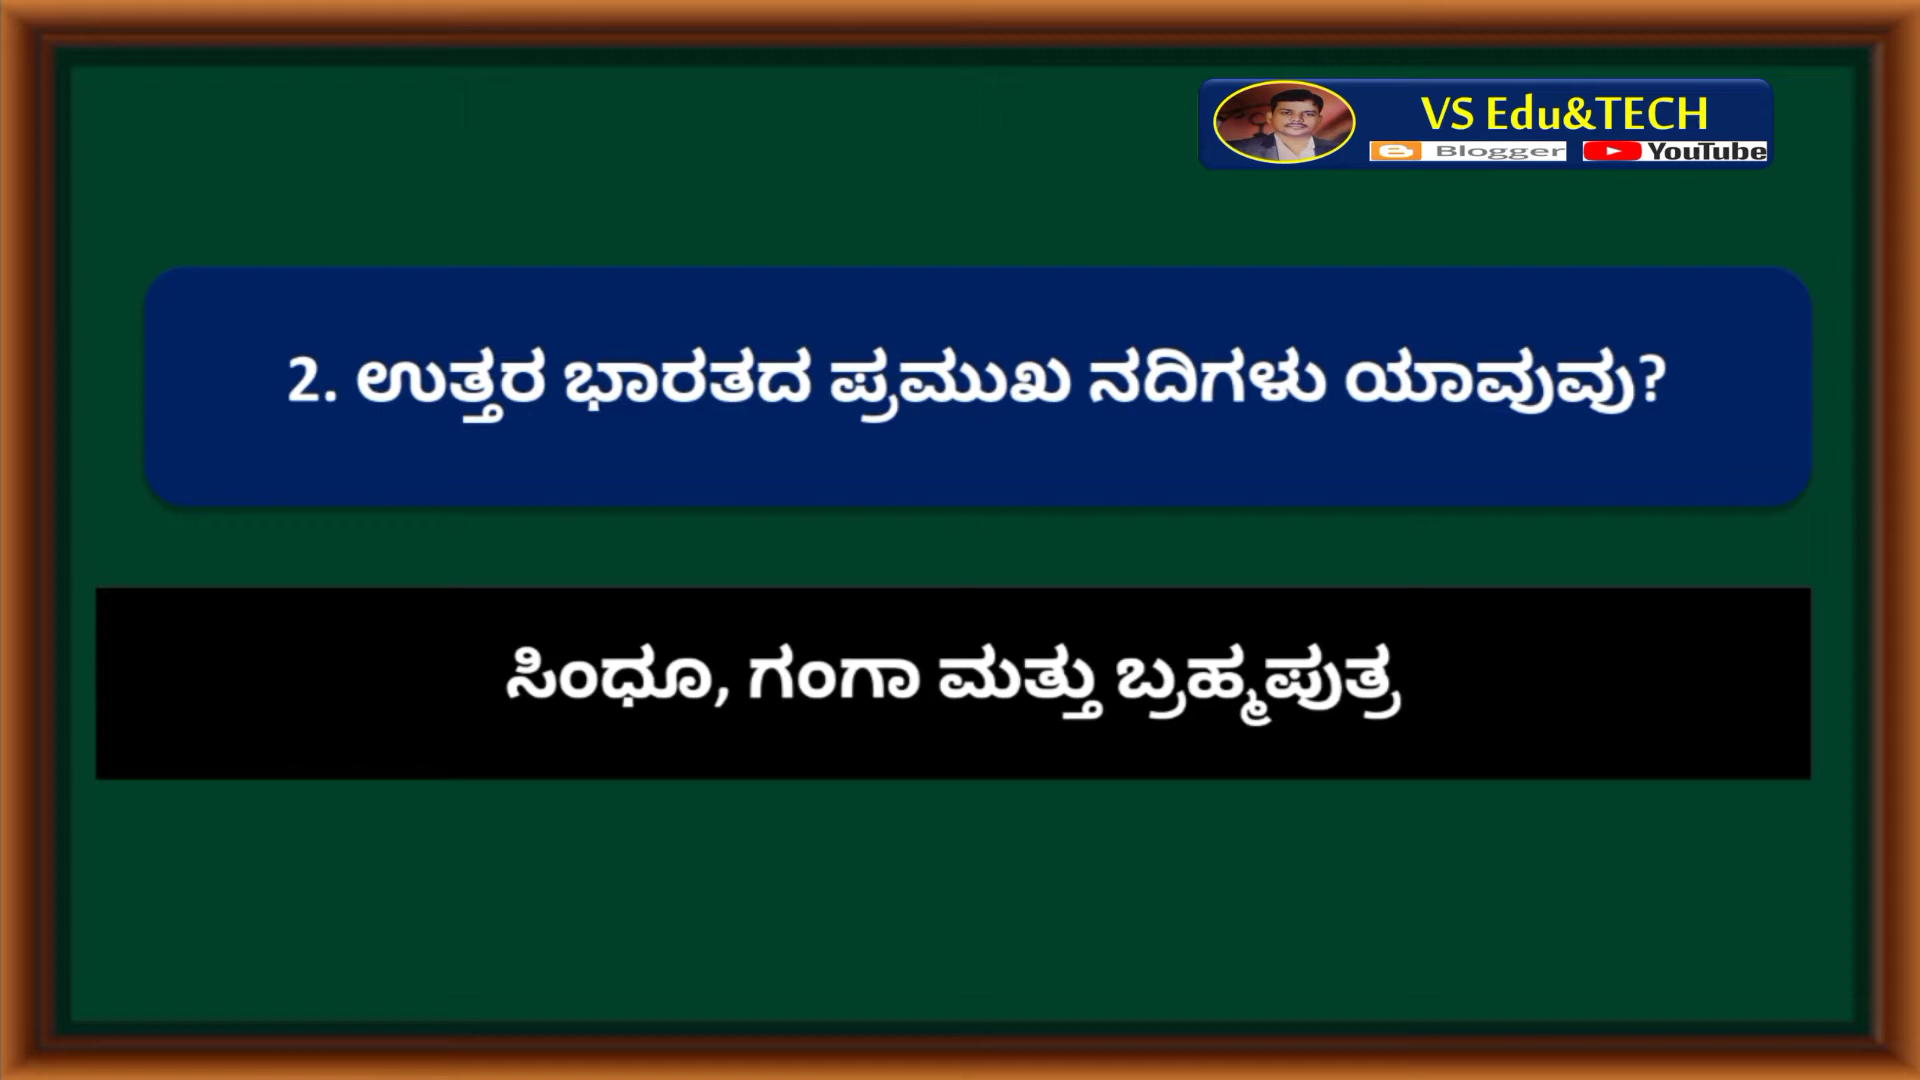 VS Edu&TECH
Blogger YouTube
2. ಉತ್ತರ ಭಾರತದ ಪ್ರಮುಖ ನದಿಗಳು ಯಾವುವು?
ಸಿಂಧೂ, ಗಂಗಾ ಮತ್ತು ಬ್ರಹ್ಮಪುತ್ರ